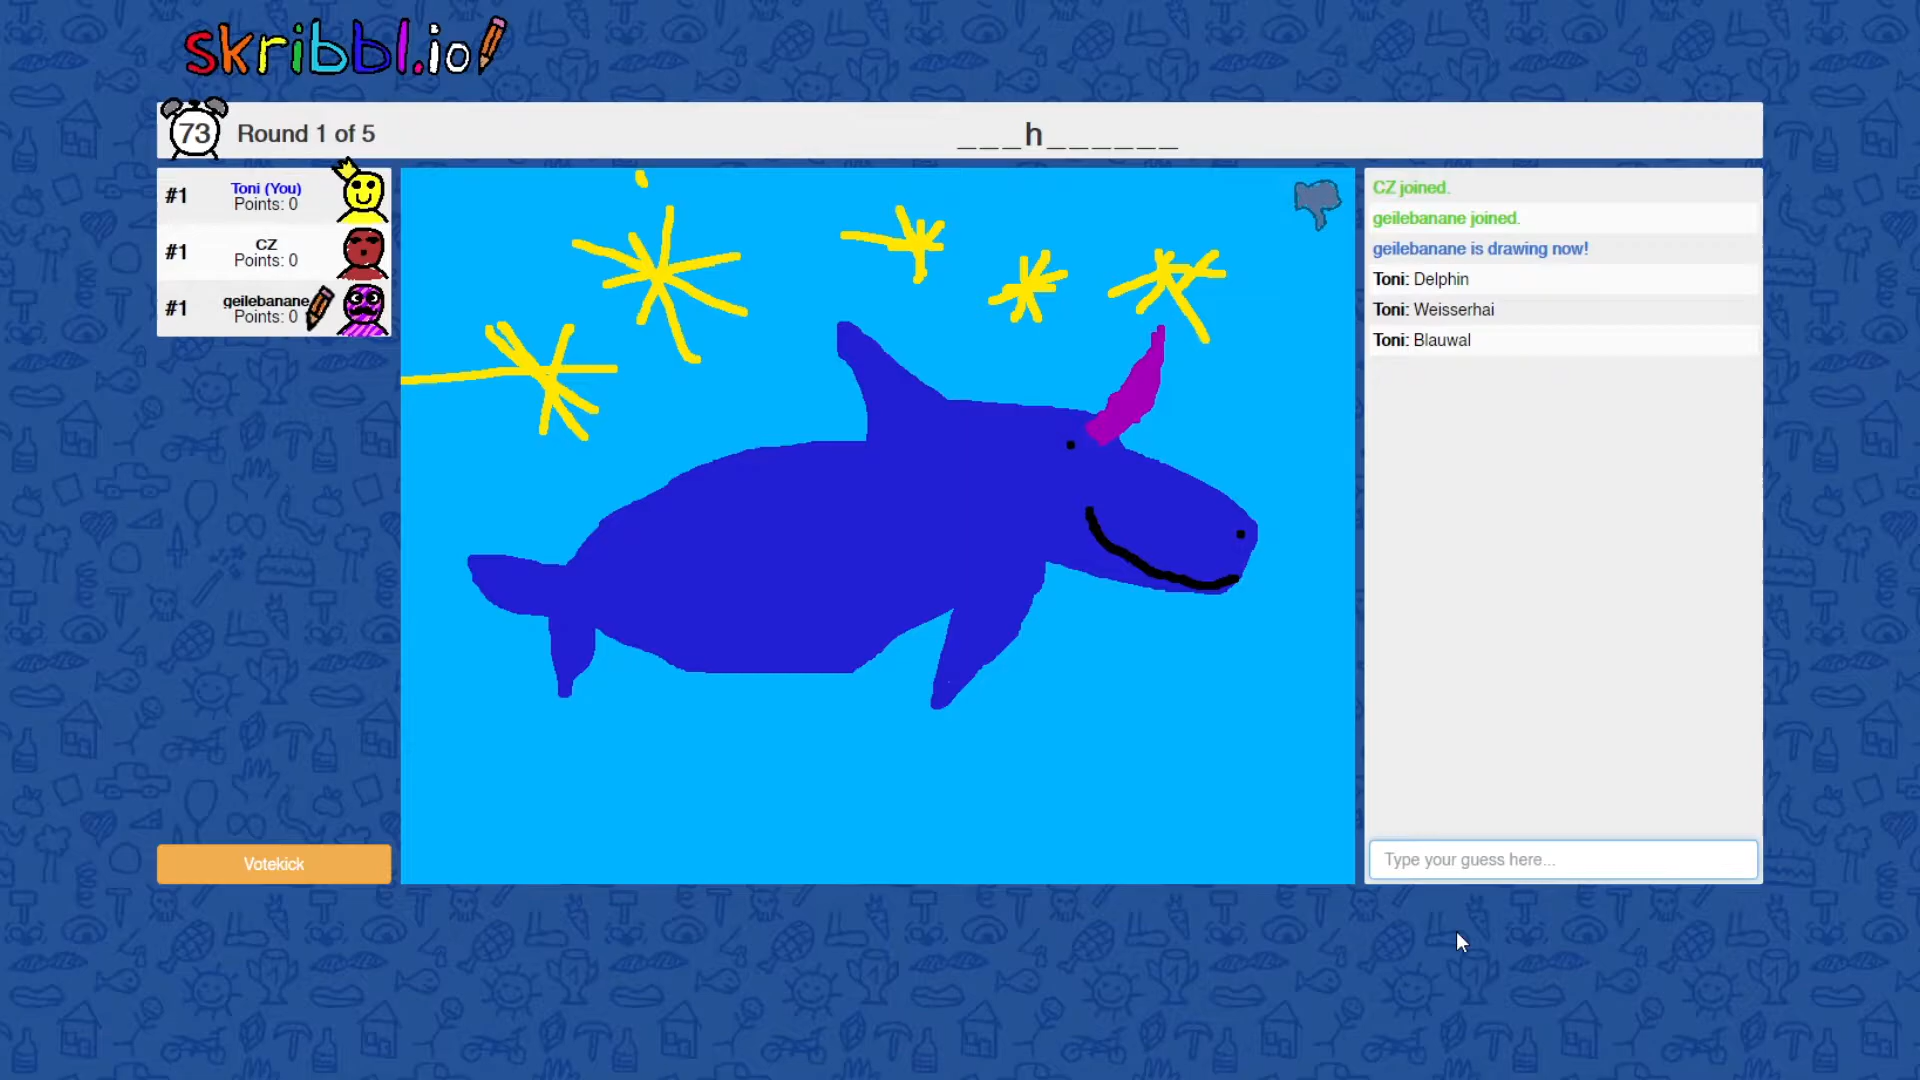 skribbl.io!
73
Round 1 of 5
___h______
#1
Toni (You)
Points: 0
#1
CZ
Points: 0
#1
geilebanane
Points: 0
CZ joined.
geilebanane joined.
geilebanane is drawing now!
Toni: Delphin
Toni: Weisserhai
Toni: Blauwal
Votekick
Type your guess here...